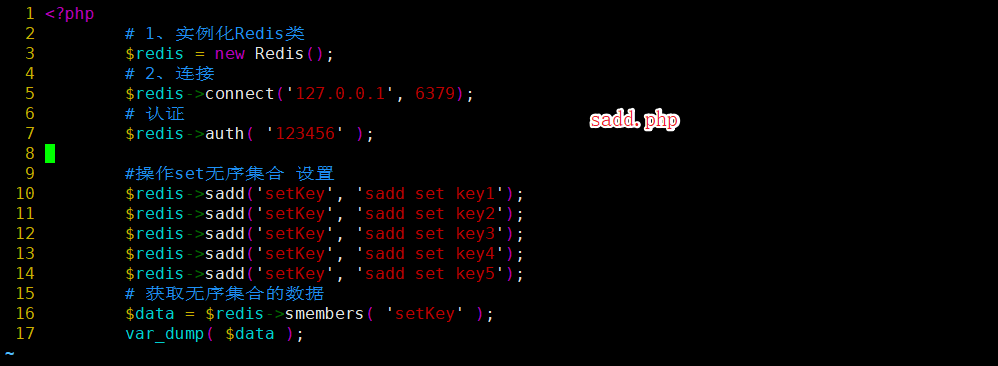 1 <?php
2 # 1、实例化Redis类
3 $redis = new Redis();
4 # 2、连接
5 $redis->connect('127.0.0.1', 6379);
6 # 认证
7 $redis->auth( '123456' );
8
9 #操作set无序集合 设置
10 $redis->sadd('setKey', 'sadd set key1');
11 $redis->sadd('setKey', 'sadd set key2');
12 $redis->sadd('setKey', 'sadd set key3');
13 $redis->sadd('setKey', 'sadd set key4');
14 $redis->sadd('setKey', 'sadd set key5');
15 # 获取无序集合的数据
16 $data = $redis->smembers( 'setKey' );
17 var_dump( $data );
~
sadd.php